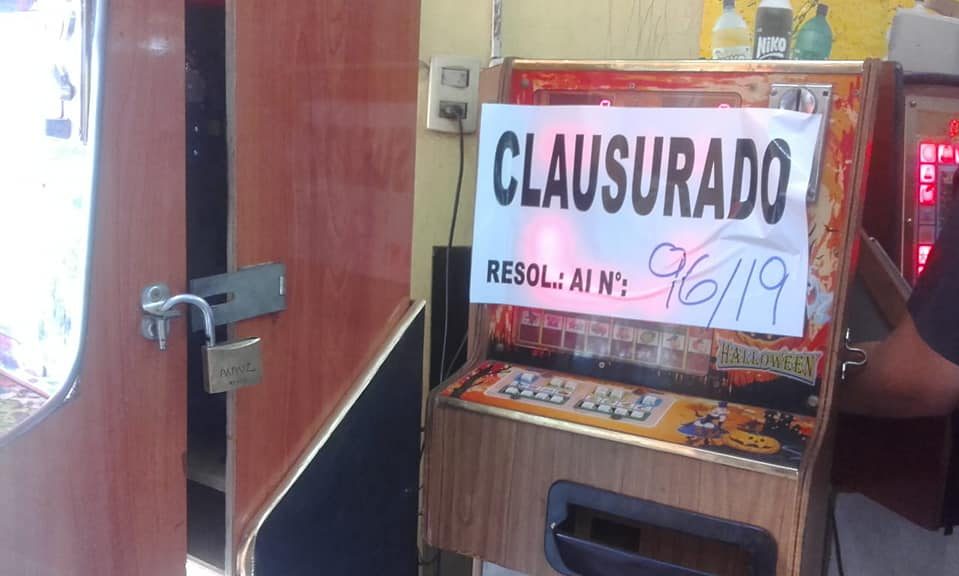 NIKO
CLAUSURADO
RESOL.: AI N°: 96/19
HALLOWEEN